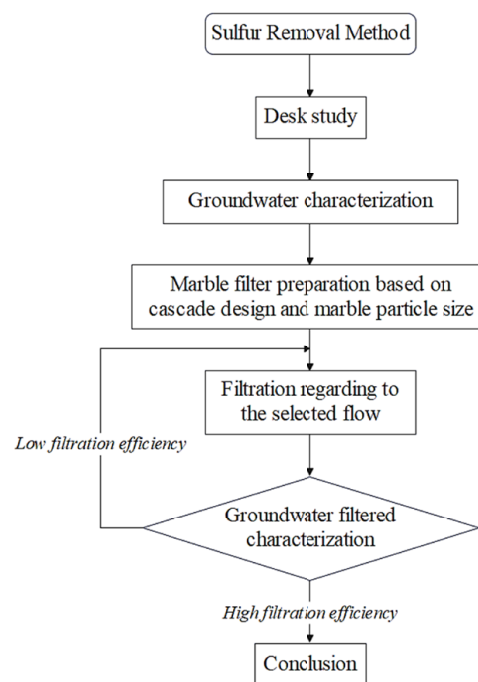 Sulfur Removal Method
Desk study
Groundwater characterization
Marble filter preparation based on
cascade design and marble particle size
Filtration regarding to
the selected flow
Low filtration efficiency
Groundwater filtered
characterization
High filtration efficiency
Conclusion